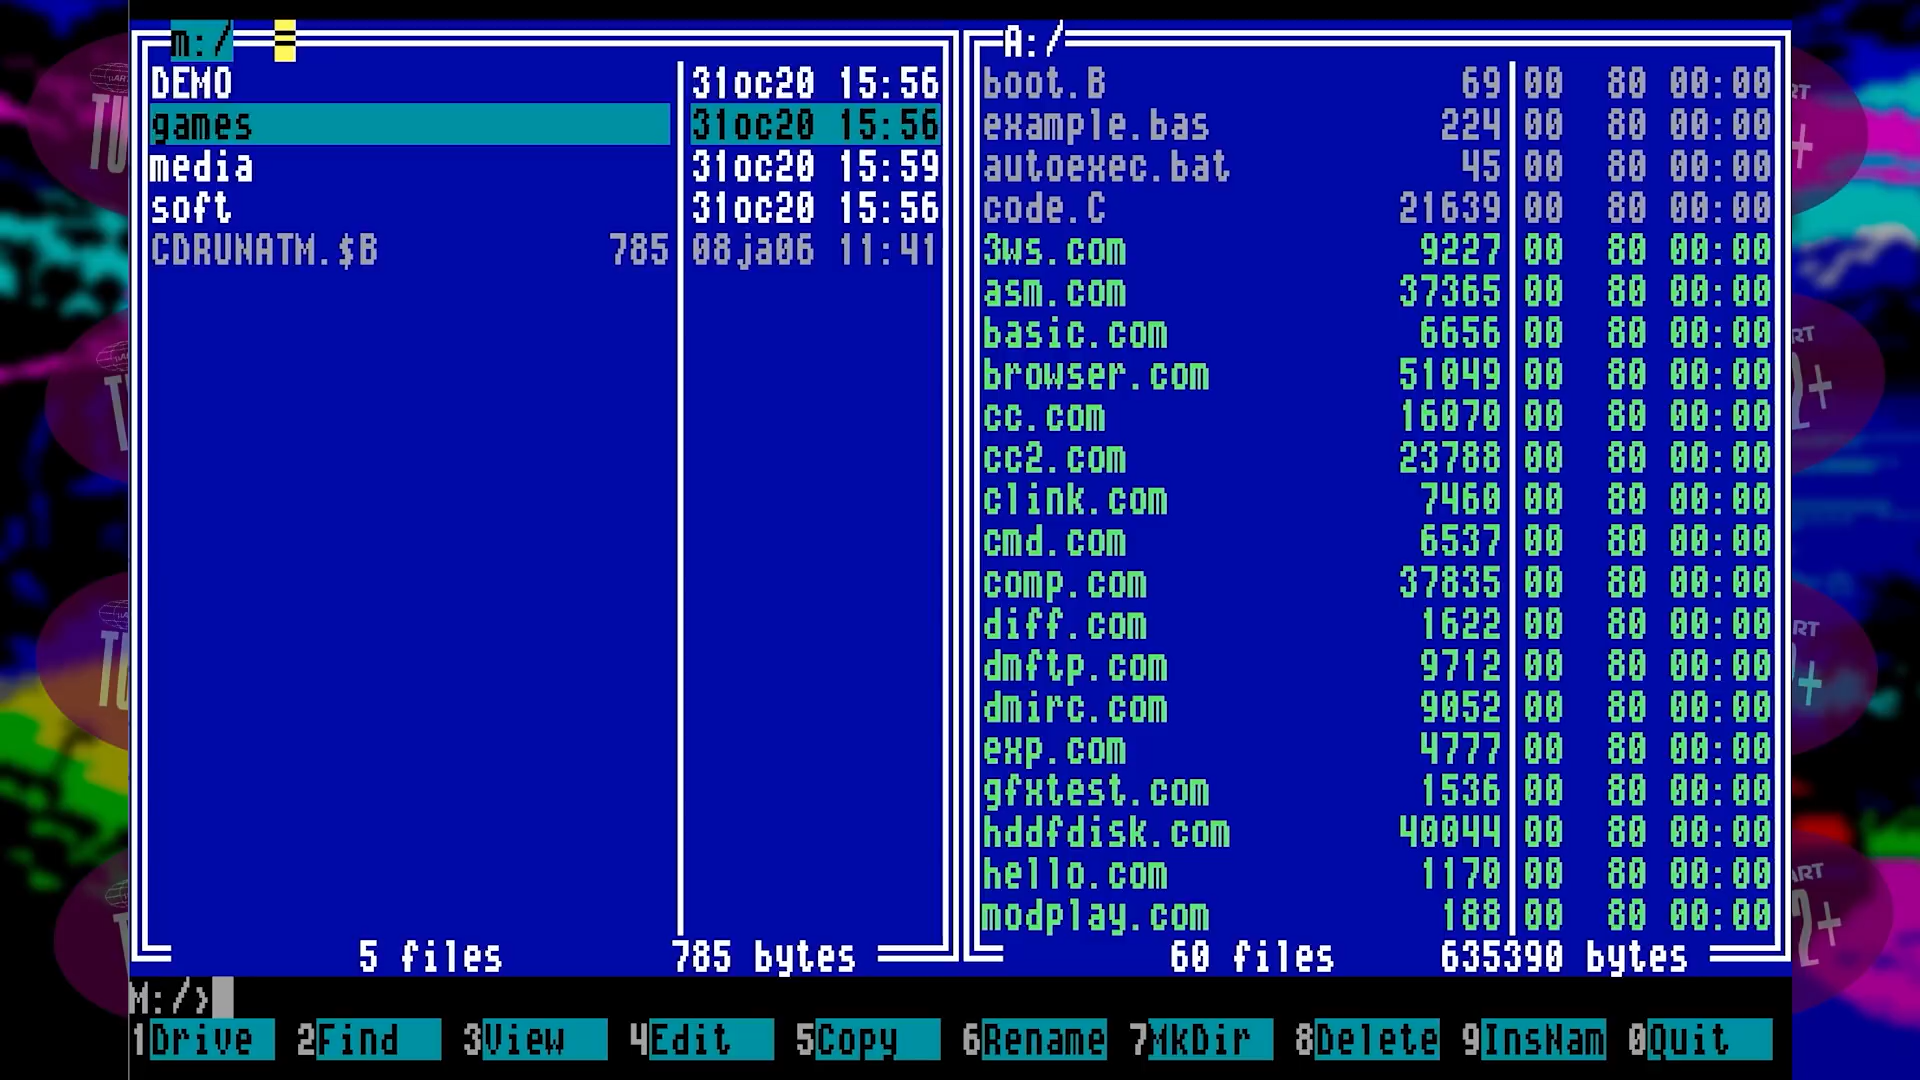 m:/
DEMO 31oc20 15:56
games 31oc20 15:56
media 31oc20 15:59
soft 31oc20 15:56
CDRUNATM.$B 785 08ja06 11:41
5 files 785 bytes
A:/
boot.B 69 00 80 00:00
example.bas 224 00 80 00:00
autoexec.bat 45 00 80 00:00
code.C 21639 00 80 00:00
3ws.com 9227 00 80 00:00
asm.com 37365 00 80 00:00
basic.com 6656 00 80 00:00
browser.com 51049 00 80 00:00
cc.com 16070 00 80 00:00
cc2.com 23788 00 80 00:00
clink.com 7460 00 80 00:00
cmd.com 6537 00 80 00:00
comp.com 37835 00 80 00:00
diff.com 1622 00 80 00:00
dmftp.com 9712 00 80 00:00
dmirc.com 9052 00 80 00:00
exp.com 4777 00 80 00:00
gfxtest.com 1536 00 80 00:00
hddfdisk.com 40044 00 80 00:00
hello.com 1170 00 80 00:00
modplay.com 188 00 80 00:00
60 files 635390 bytes
M:/>
1Drive 2Find 3View 4Edit 5Copy 6Rename 7MkDir 8Delete 9InsNam 0Quit